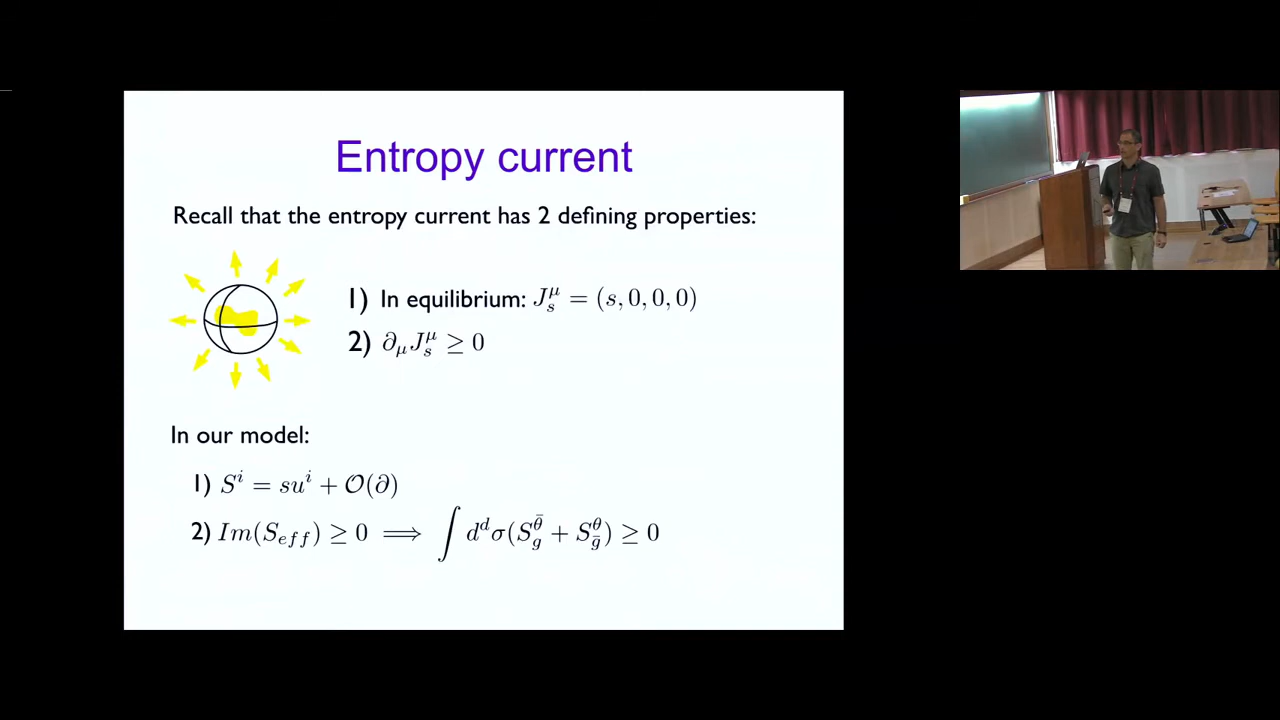 Entropy current
Recall that the entropy current has 2 defining properties:
1) In equilibrium: $J_s^\mu = (s, 0, 0, 0)$
2) $\partial_\mu J_s^\mu \geq 0$
In our model:
1) $S^i = su^i + \mathcal{O}(\partial)$
2) $Im(S_{eff}) \geq 0 \implies \int d^d\sigma (S_g^{\bar{\theta}} + S_{\bar{g}}^{\theta}) \geq 0$